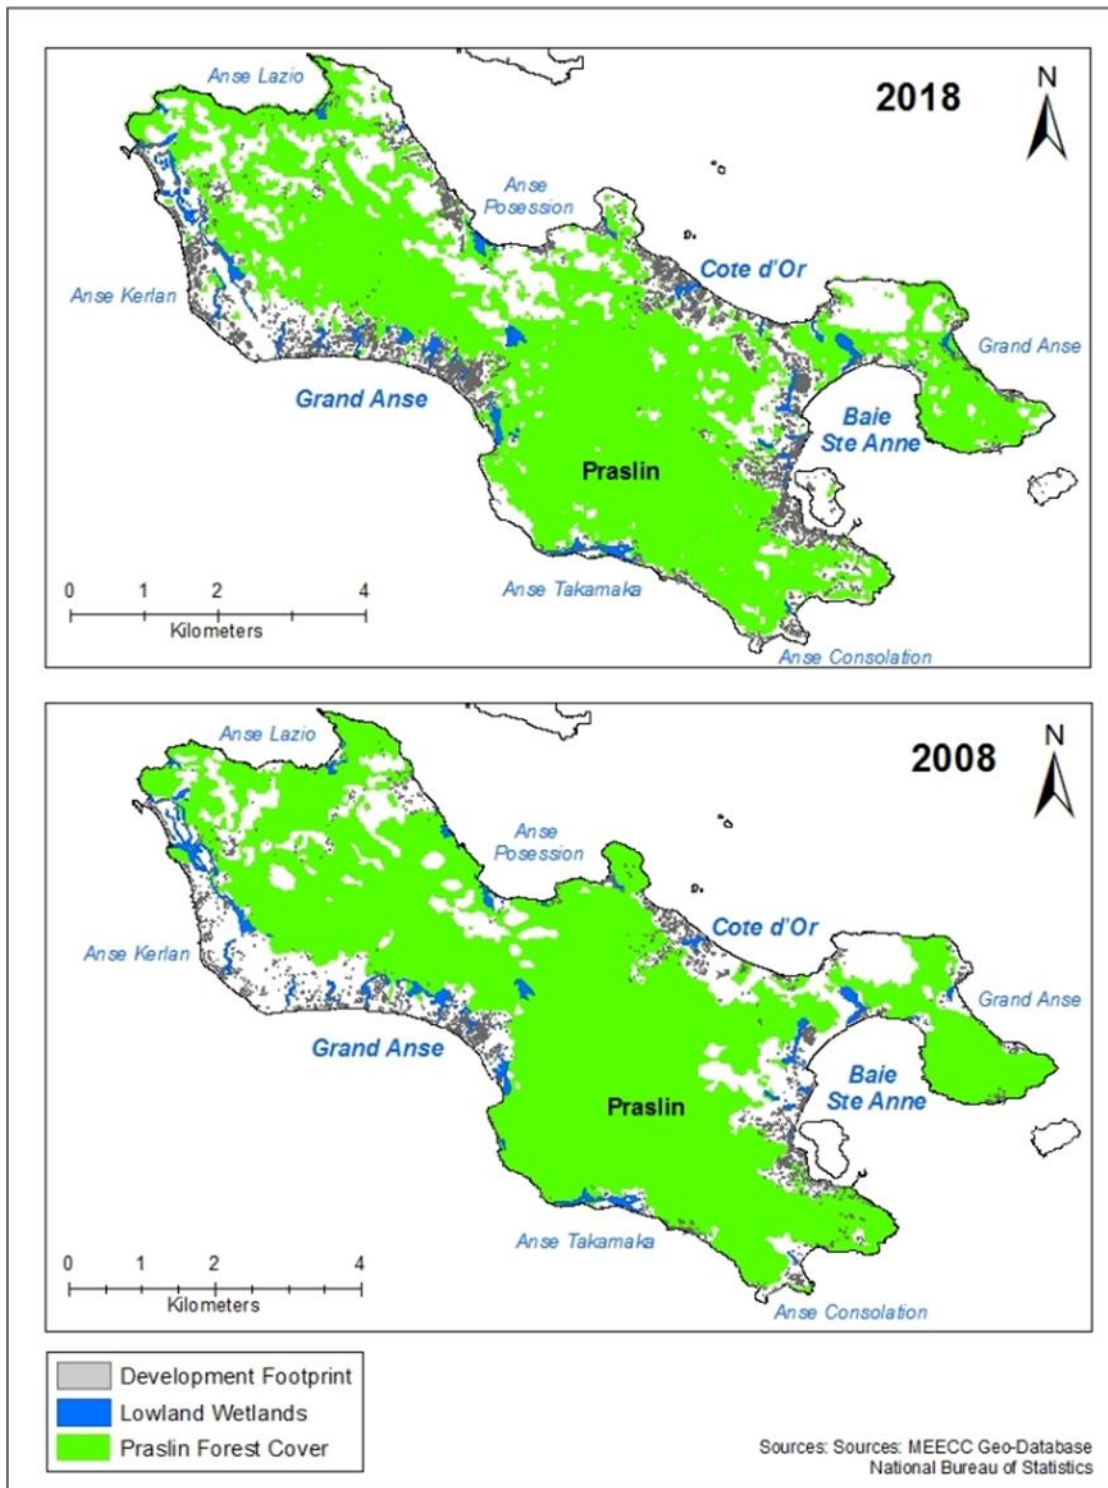 Anse Lazio
2018
N
Anse
Posession
Cote d'Or
Anse Kerlan
Grand Anse
Grand Anse
Baie
Ste Anne
Praslin
0 1 2 4
Kilometers
Anse Takamaka
Anse Consolation
Anse Lazio
2008
N
Anse
Posession
Cote d'Or
Anse Kerlan
Grand Anse
Grand Anse
Baie
Ste Anne
Praslin
0 1 2 4
Kilometers
Anse Takamaka
Anse Consolation
Development Footprint
Lowland Wetlands
Praslin Forest Cover
Sources: Sources: MEECC Geo-Database
National Bureau of Statistics